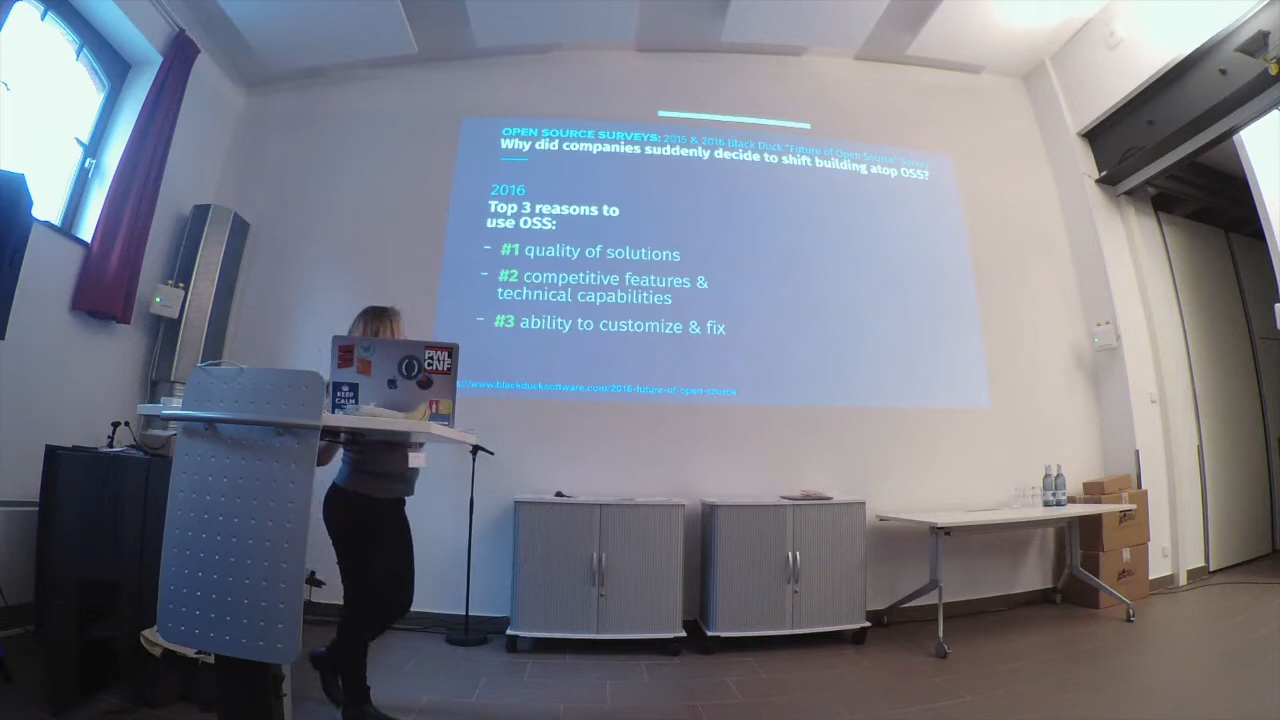 OPEN SOURCE SURVEYS: 2015 & 2016 Black Duck "Future of Open Source" Survey
Why did companies suddenly decide to shift building atop OSS?
2016
Top 3 reasons to
use OSS:
- #1 quality of solutions
- #2 competitive features &
technical capabilities
- #3 ability to customize & fix
://www.blackducksoftware.com/2016-future-of-open-source
PWL
CNF
KEEP
CALM